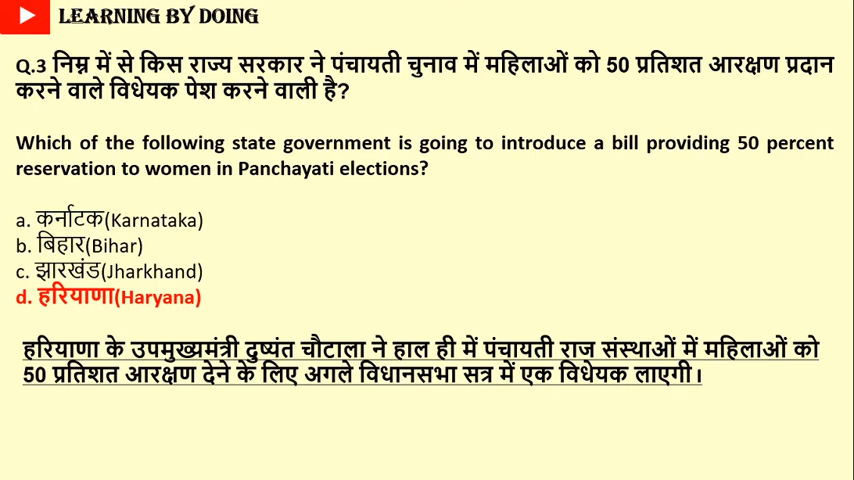 LEARNING BY DOING
Q.3 निम्न में से किस राज्य सरकार ने पंचायती चुनाव में महिलाओं को 50 प्रतिशत आरक्षण प्रदान
करने वाले विधेयक पेश करने वाली है?
Which of the following state government is going to introduce a bill providing 50 percent
reservation to women in Panchayati elections?
a. कर्नाटक(Karnataka)
b. बिहार(Bihar)
c. झारखंड(Jharkhand)
d. हरियाणा(Haryana)
हरियाणा के उपमुख्यमंत्री दुष्यंत चौटाला ने हाल ही में पंचायती राज संस्थाओं में महिलाओं को
50 प्रतिशत आरक्षण देने के लिए अगले विधानसभा सत्र में एक विधेयक लाएगी।